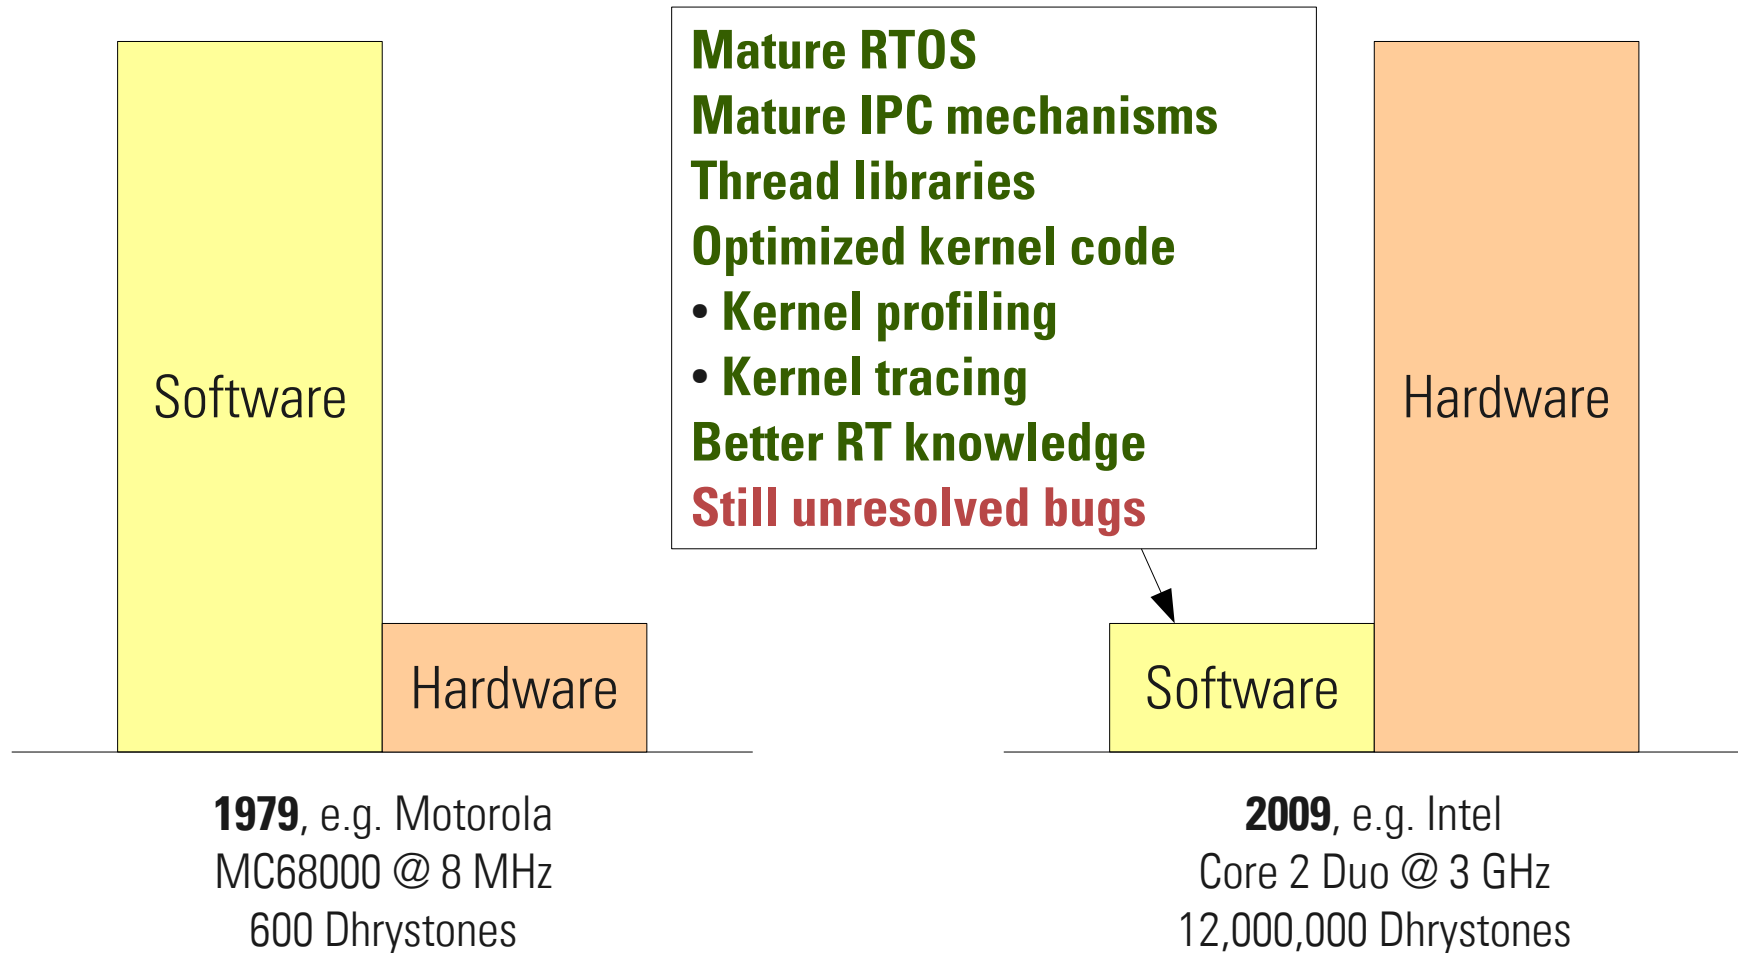 Software
Hardware
1979, e.g. Motorola
MC68000 @ 8 MHz
600 Dhrystones
Mature RTOS
Mature IPC mechanisms
Thread libraries
Optimized kernel code
• Kernel profiling
• Kernel tracing
Better RT knowledge
Still unresolved bugs
Software
Hardware
2009, e.g. Intel
Core 2 Duo @ 3 GHz
12,000,000 Dhrystones